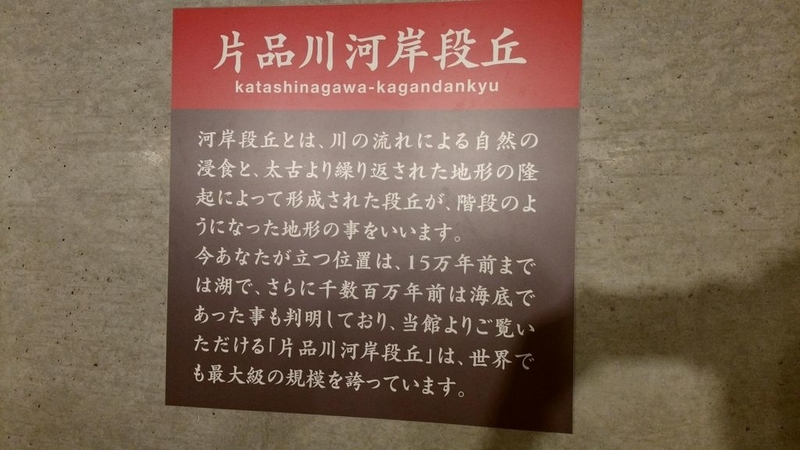 片品川河岸段丘
katashinagawa-kagandankyu
河岸段丘とは、川の流れによる自然の
浸食と、太古より繰り返された地形の隆
起によって形成された段丘が、階段のよ
うになった地形の事をいいます。
今あなたが立つ位置は、15万年前まで
は湖で、さらに千数百万年前は海底で
あった事も判明しており、当館よりご覧い
ただける「片品川河岸段丘」は、世界で
も最大級の規模を誇っています。